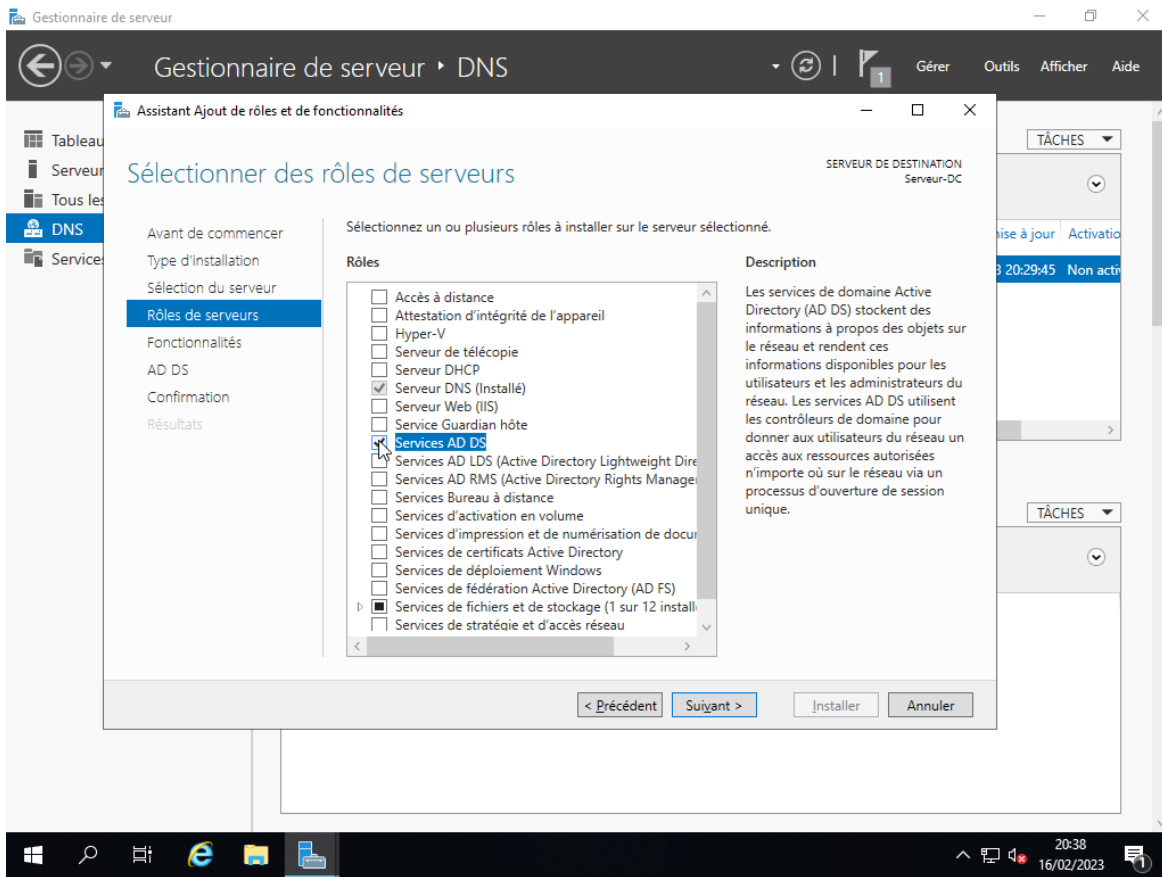 Gestionnaire de serveur
Gestionnaire de serveur ‣ DNS
1
Gérer
Outils
Afficher
Aide
Tableau
Serveur
Tous les
DNS
Services
Assistant Ajout de rôles et de fonctionnalités
Sélectionner des rôles de serveurs
SERVEUR DE DESTINATION
Serveur-DC
Avant de commencer
Type d'installation
Sélection du serveur
Rôles de serveurs
Fonctionnalités
AD DS
Confirmation
Résultats
Sélectionnez un ou plusieurs rôles à installer sur le serveur sélectionné.
Rôles
Accès à distance
Attestation d'intégrité de l'appareil
Hyper-V
Serveur de télécopie
Serveur DHCP
Serveur DNS (Installé)
Serveur Web (IIS)
Service Guardian hôte
Services AD DS
Services AD LDS (Active Directory Lightweight Dire
Services AD RMS (Active Directory Rights Manage
Services Bureau à distance
Services d'activation en volume
Services d'impression et de numérisation de docu
Services de certificats Active Directory
Services de déploiement Windows
Services de fédération Active Directory (AD FS)
Services de fichiers et de stockage (1 sur 12 install
Services de stratégie et d'accès réseau
Description
Les services de domaine Active
Directory (AD DS) stockent des
informations à propos des objets sur
le réseau et rendent ces
informations disponibles pour les
utilisateurs et les administrateurs du
réseau. Les services AD DS utilisent
les contrôleurs de domaine pour
donner aux utilisateurs du réseau un
accès aux ressources autorisées
n'importe où sur le réseau via un
processus d'ouverture de session
unique.
< Précédent
Suivant >
Installer
Annuler
TÂCHES
mise à jour
Activatio
3 20:29:45
Non acti
TÂCHES
20:38
16/02/2023
1